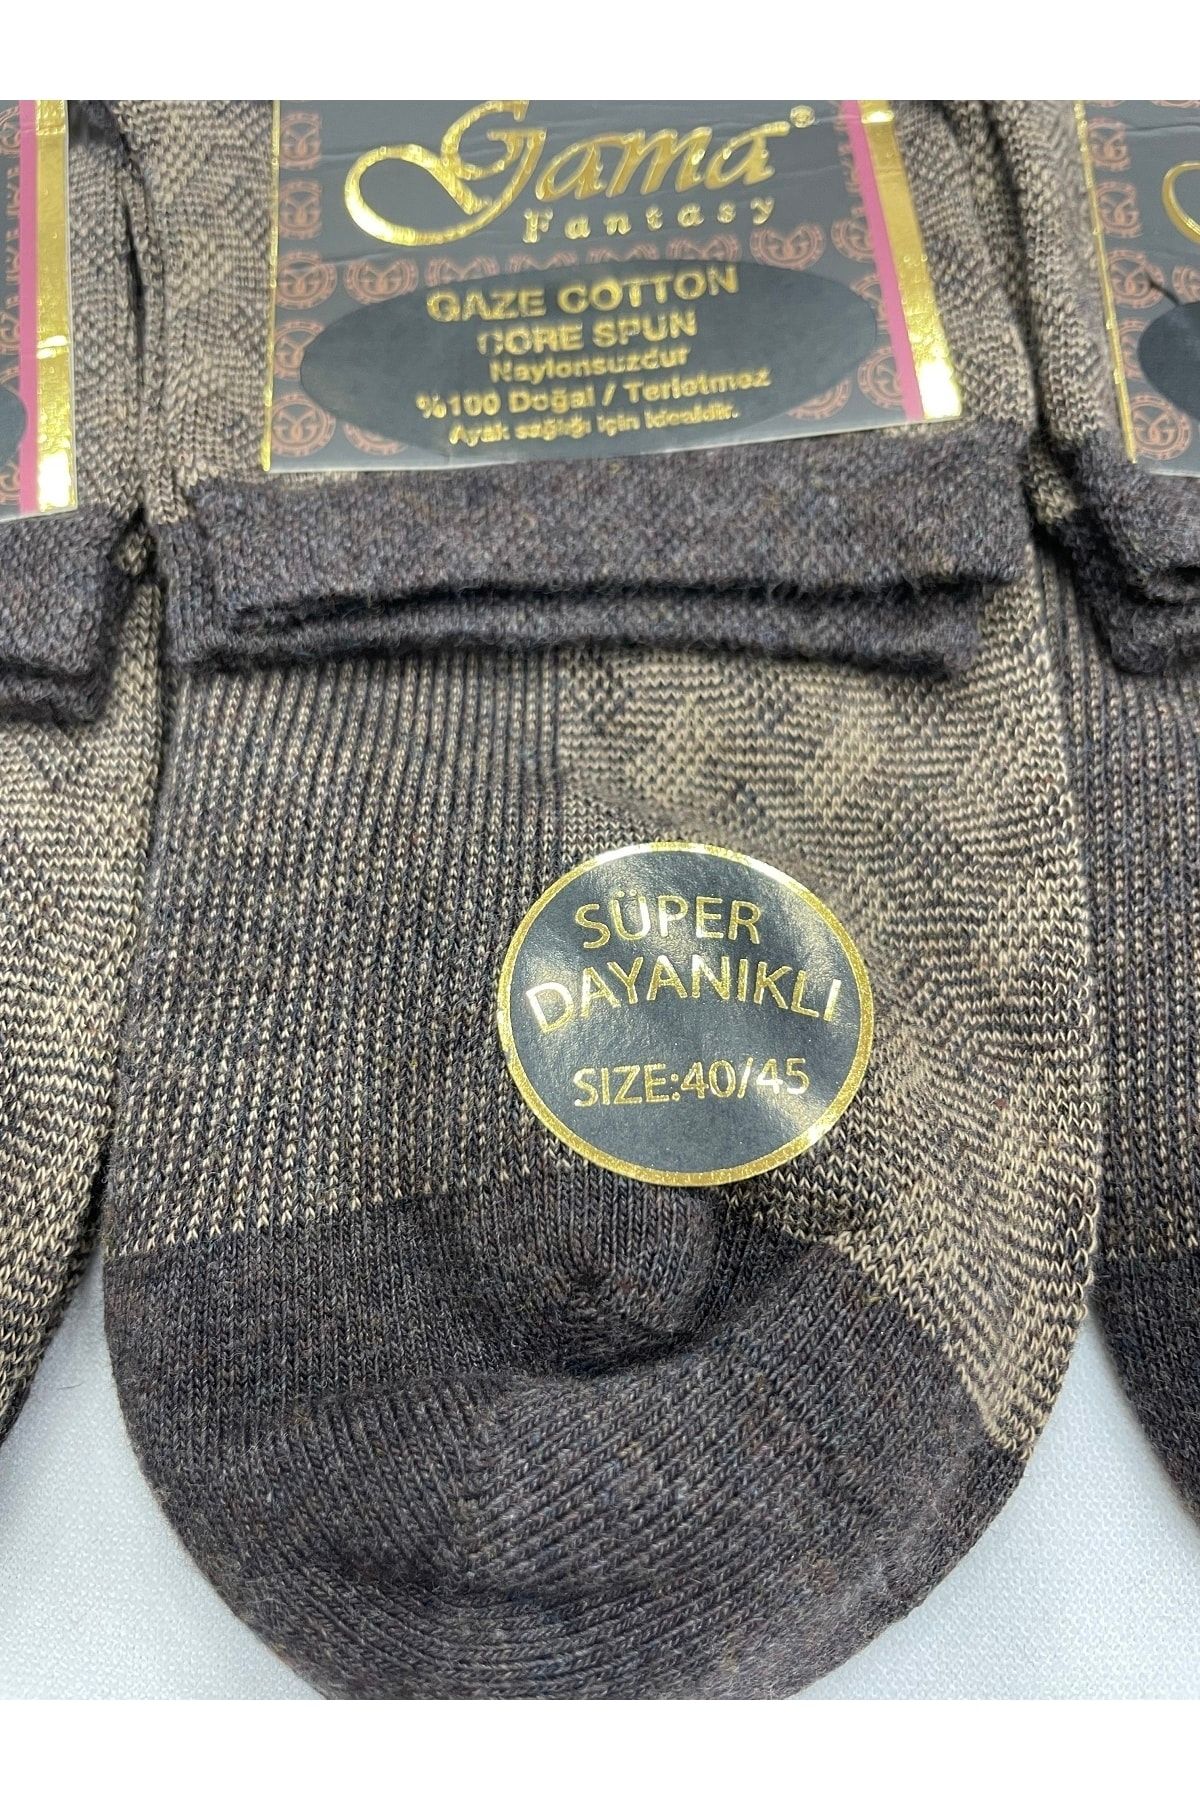 Gama®
Fantasy
GAZE COTTON
CORE SPUN
Naylonsuzdur
%100 Doğal / Terletmez
Ayak sağlığı için idealdir.
SÜPER
DAYANIKLI
SIZE:40/45